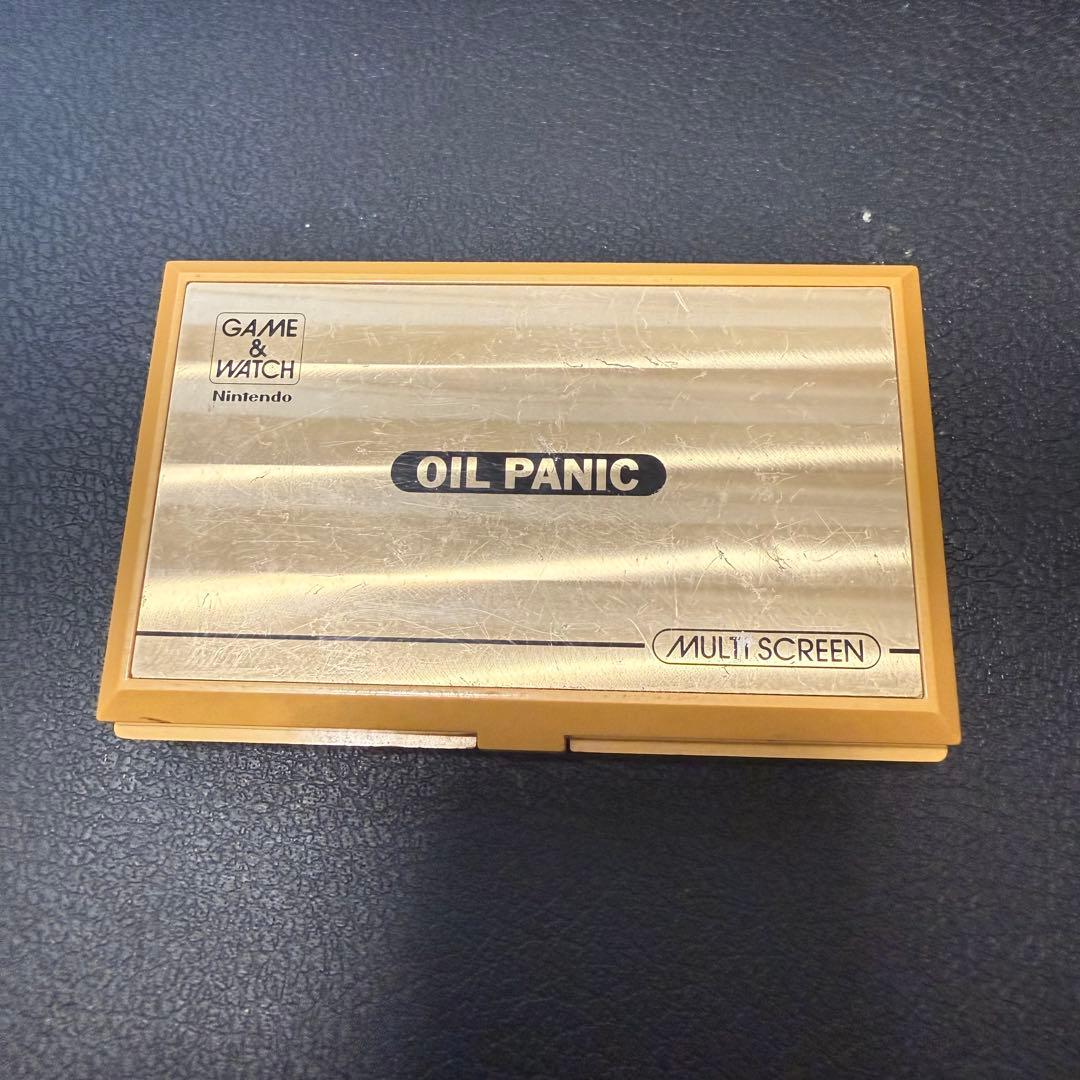 GAME
&
WATCH
Nintendo
OIL PANIC
MULTI SCREEN